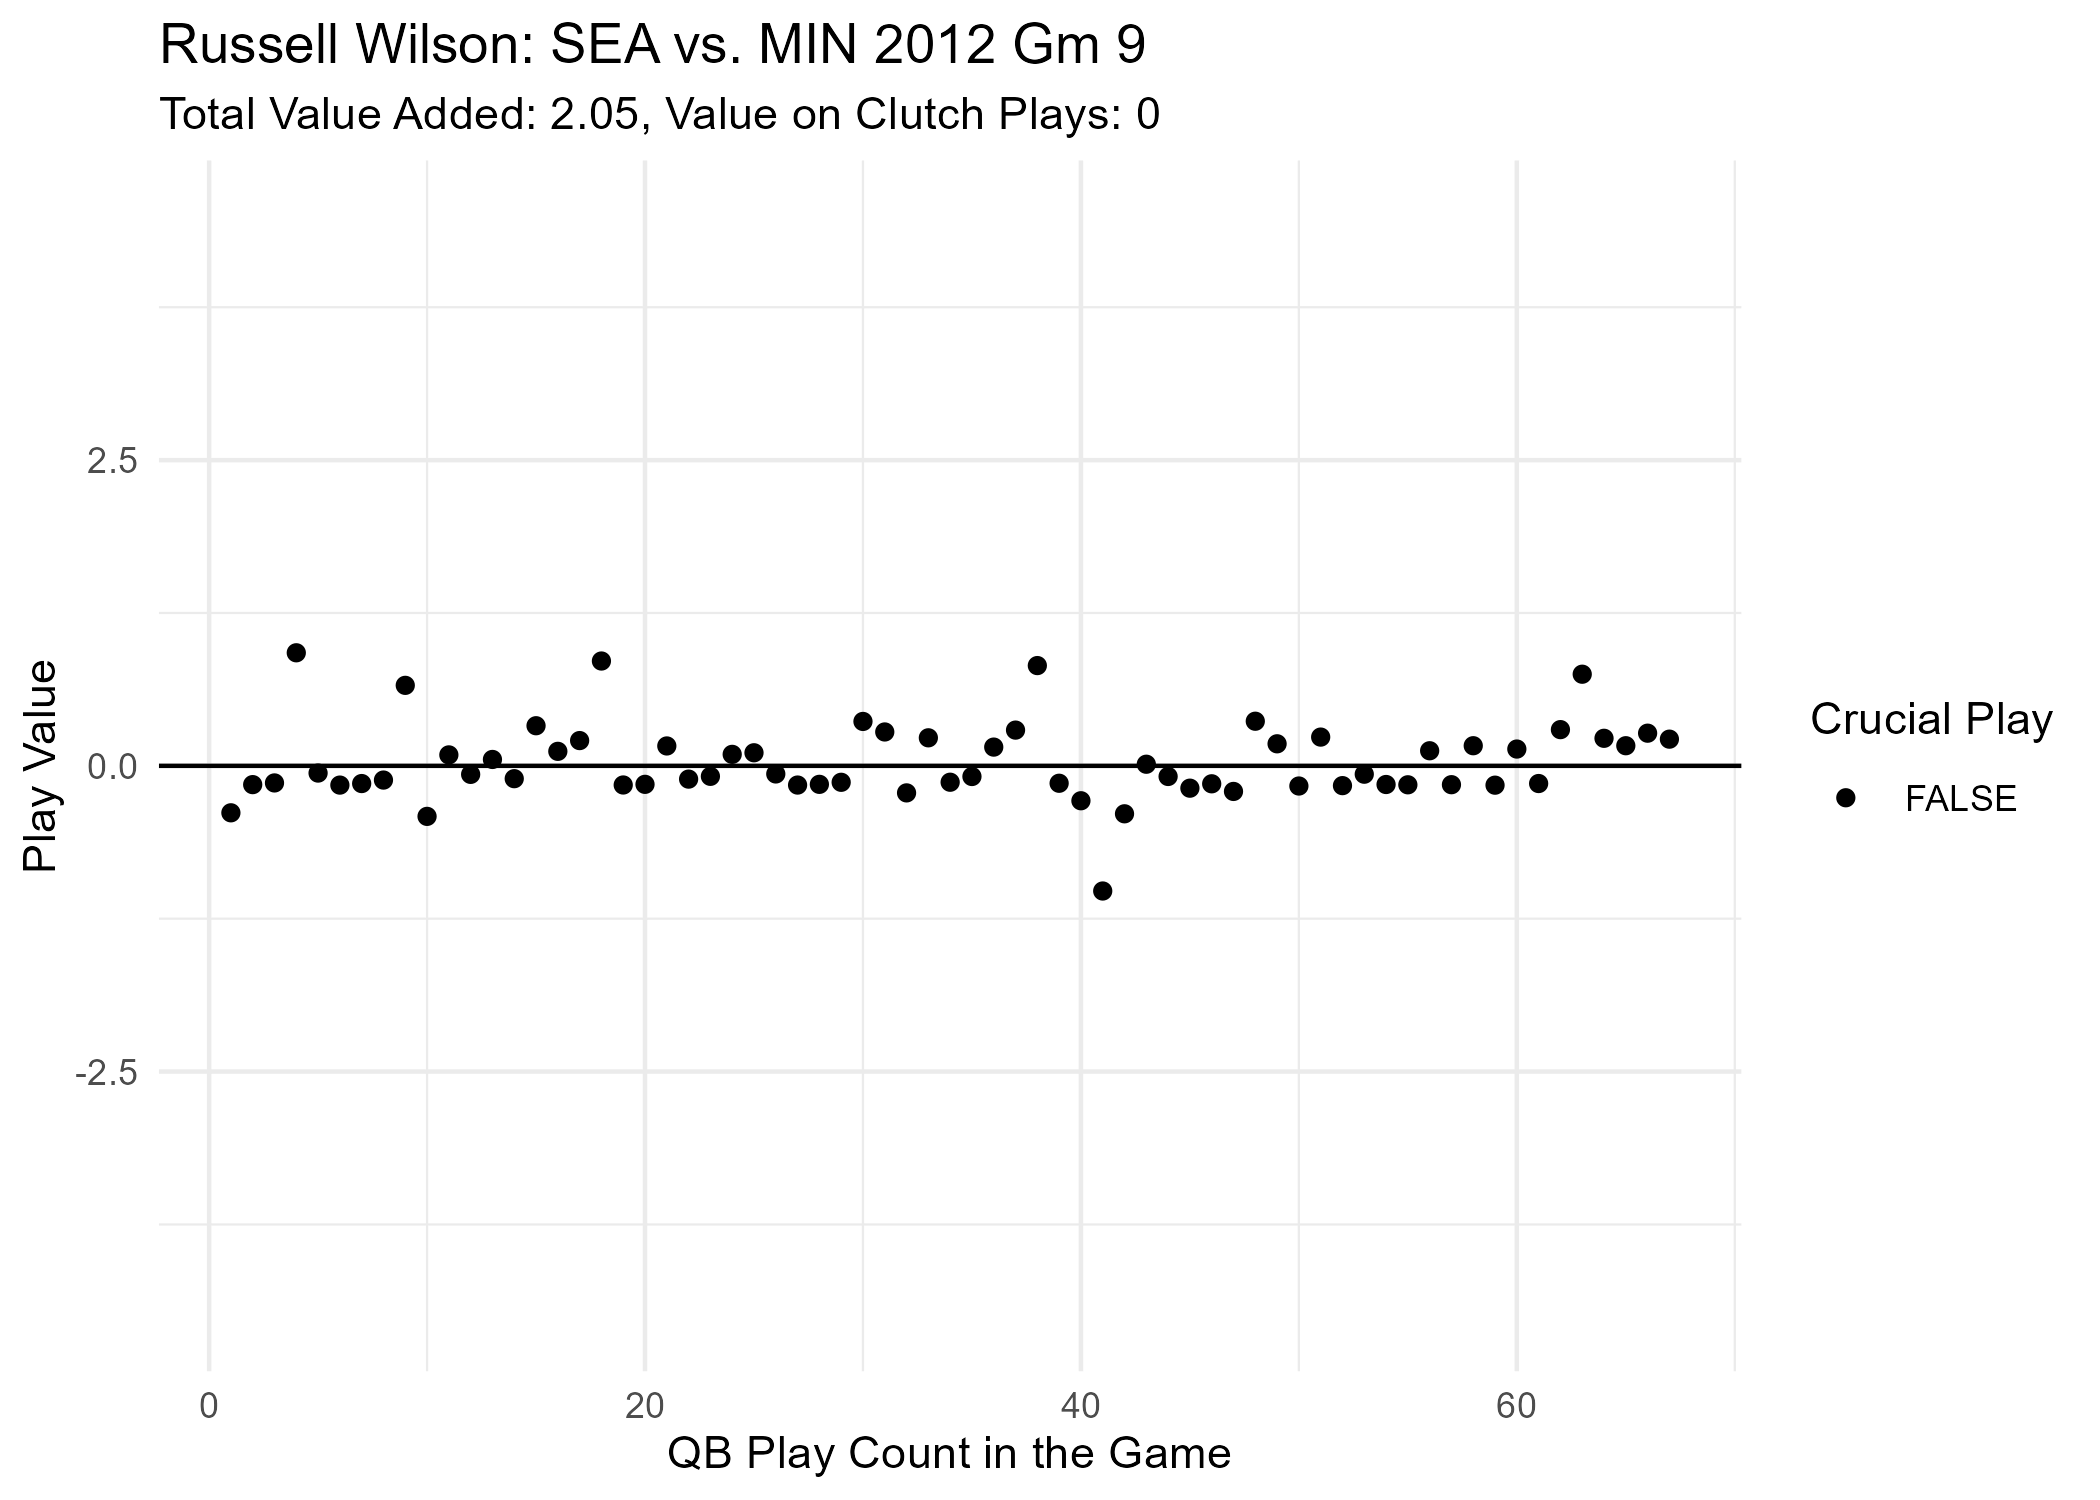 Russell Wilson: SEA vs. MIN 2012 Gm 9
Total Value Added: 2.05, Value on Clutch Plays: 0
Play Value
2.5
0.0
-2.5
0
20
40
60
QB Play Count in the Game
Crucial Play
FALSE